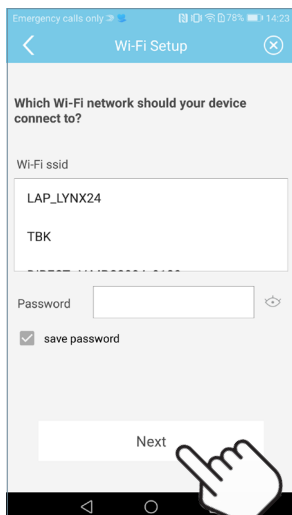 Emergency calls only
78% 14:23
Wi-Fi Setup
Which Wi-Fi network should your device
connect to?
Wi-Fi ssid
LAP_LYNX24
TBK
Password
save password
Next